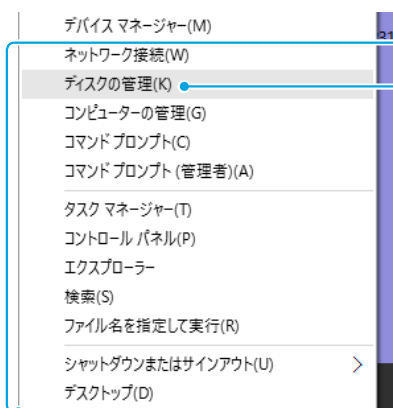 デバイス マネージャー(M)
ネットワーク接続(W)
ディスクの管理(K)
コンピューターの管理(G)
コマンド プロンプト(C)
コマンド プロンプト (管理者)(A)
タスク マネージャー(T)
コントロール パネル(P)
エクスプローラー
検索(S)
ファイル名を指定して実行(R)
シャットダウンまたはサインアウト(U)
デスクトップ(D)